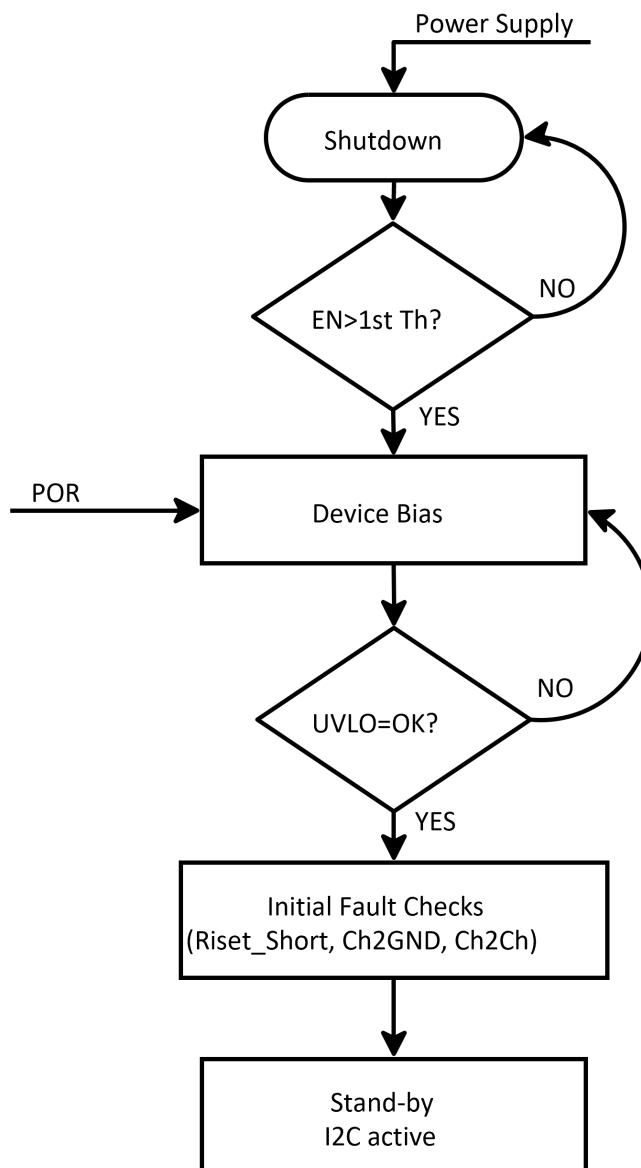 Power Supply
Shutdown
NO
EN>1st Th?
YES
POR
Device Bias
NO
UVLO=OK?
YES
Initial Fault Checks
(Riset_Short, Ch2GND, Ch2Ch)
Stand-by
I2C active